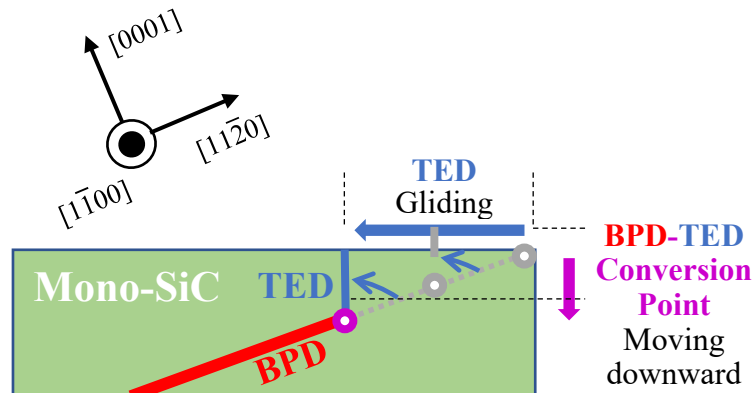 [0001]
[112̅0]
[11̅00]
TED
Gliding
BPD-TED
Conversion
Point
Moving
downward
Mono-SiC
TED
BPD